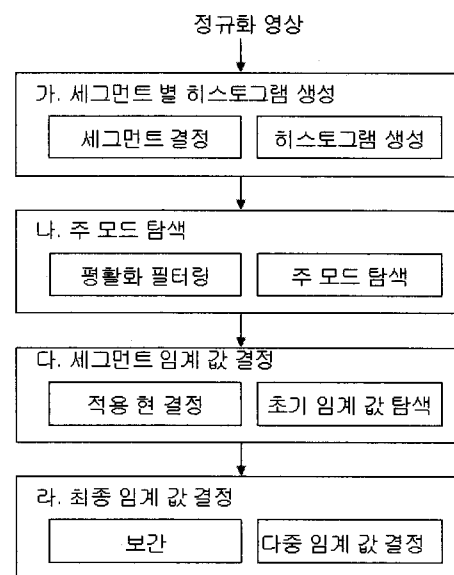 정규화 영상
가. 세그먼트 별 히스토그램 생성
세그먼트 결정
히스토그램 생성
나. 주 모드 탐색
평활화 필터링
주 모드 탐색
다. 세그먼트 임계 값 결정
적용 현 결정
초기 임계 값 탐색
라. 최종 임계 값 결정
보간
다중 임계 값 결정